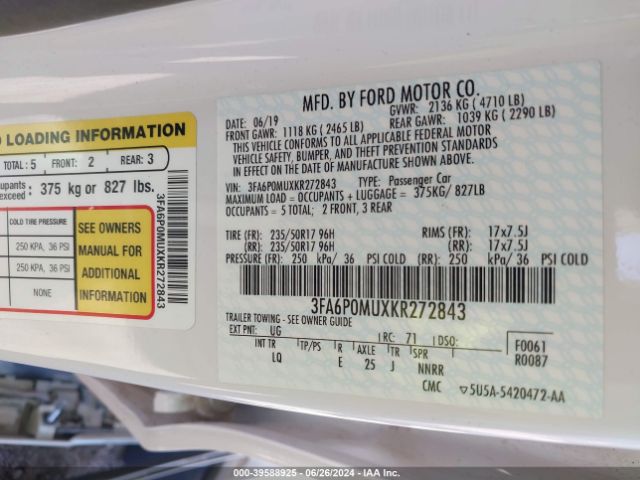 D LOADING INFORMATION
TOTAL: 5 FRONT: 2 REAR: 3
upants exceed: 375 kg or 827 lbs.
COLD TIRE PRESSURE
250 KPA, 36 PSI
250 KPA, 36 PSI
NONE
SEE OWNERS
MANUAL FOR
ADDITIONAL
INFORMATION
3FA6P0MUXKR272843
MFD. BY FORD MOTOR CO.
DATE: 06/19 GVWR: 2136 KG ( 4710 LB)
FRONT GAWR: 1118 KG ( 2465 LB) REAR GAWR: 1039 KG ( 2290 LB)
THIS VEHICLE CONFORMS TO ALL APPLICABLE FEDERAL MOTOR
VEHICLE SAFETY, BUMPER, AND THEFT PREVENTION STANDARDS
IN EFFECT ON THE DATE OF MANUFACTURE SHOWN ABOVE.
VIN: 3FA6P0MUXKR272843 TYPE: Passenger Car
MAXIMUM LOAD = OCCUPANTS + LUGGAGE = 375KG/ 827LB
OCCUPANTS = 5 TOTAL; 2 FRONT, 3 REAR
TIRE (FR): 235/50R17 96H RIMS (FR): 17x7.5J
(RR): 235/50R17 96H (RR): 17x7.5J
PRESSURE (FR): 250 kPa/ 36 PSI COLD (RR): 250 kPa/ 36 PSI COLD
3FA6P0MUXKR272843
TRAILER TOWING - SEE OWNER GUIDE
EXT PNT: UG RC: 71 DSO: F0061
R0087
INT TR TP/PS R AXLE TR SPR
LQ E 25 J NNRR
CMC 5U5A-5420472-AA
000-39588925 / 06/26/2024 / IAA Inc.